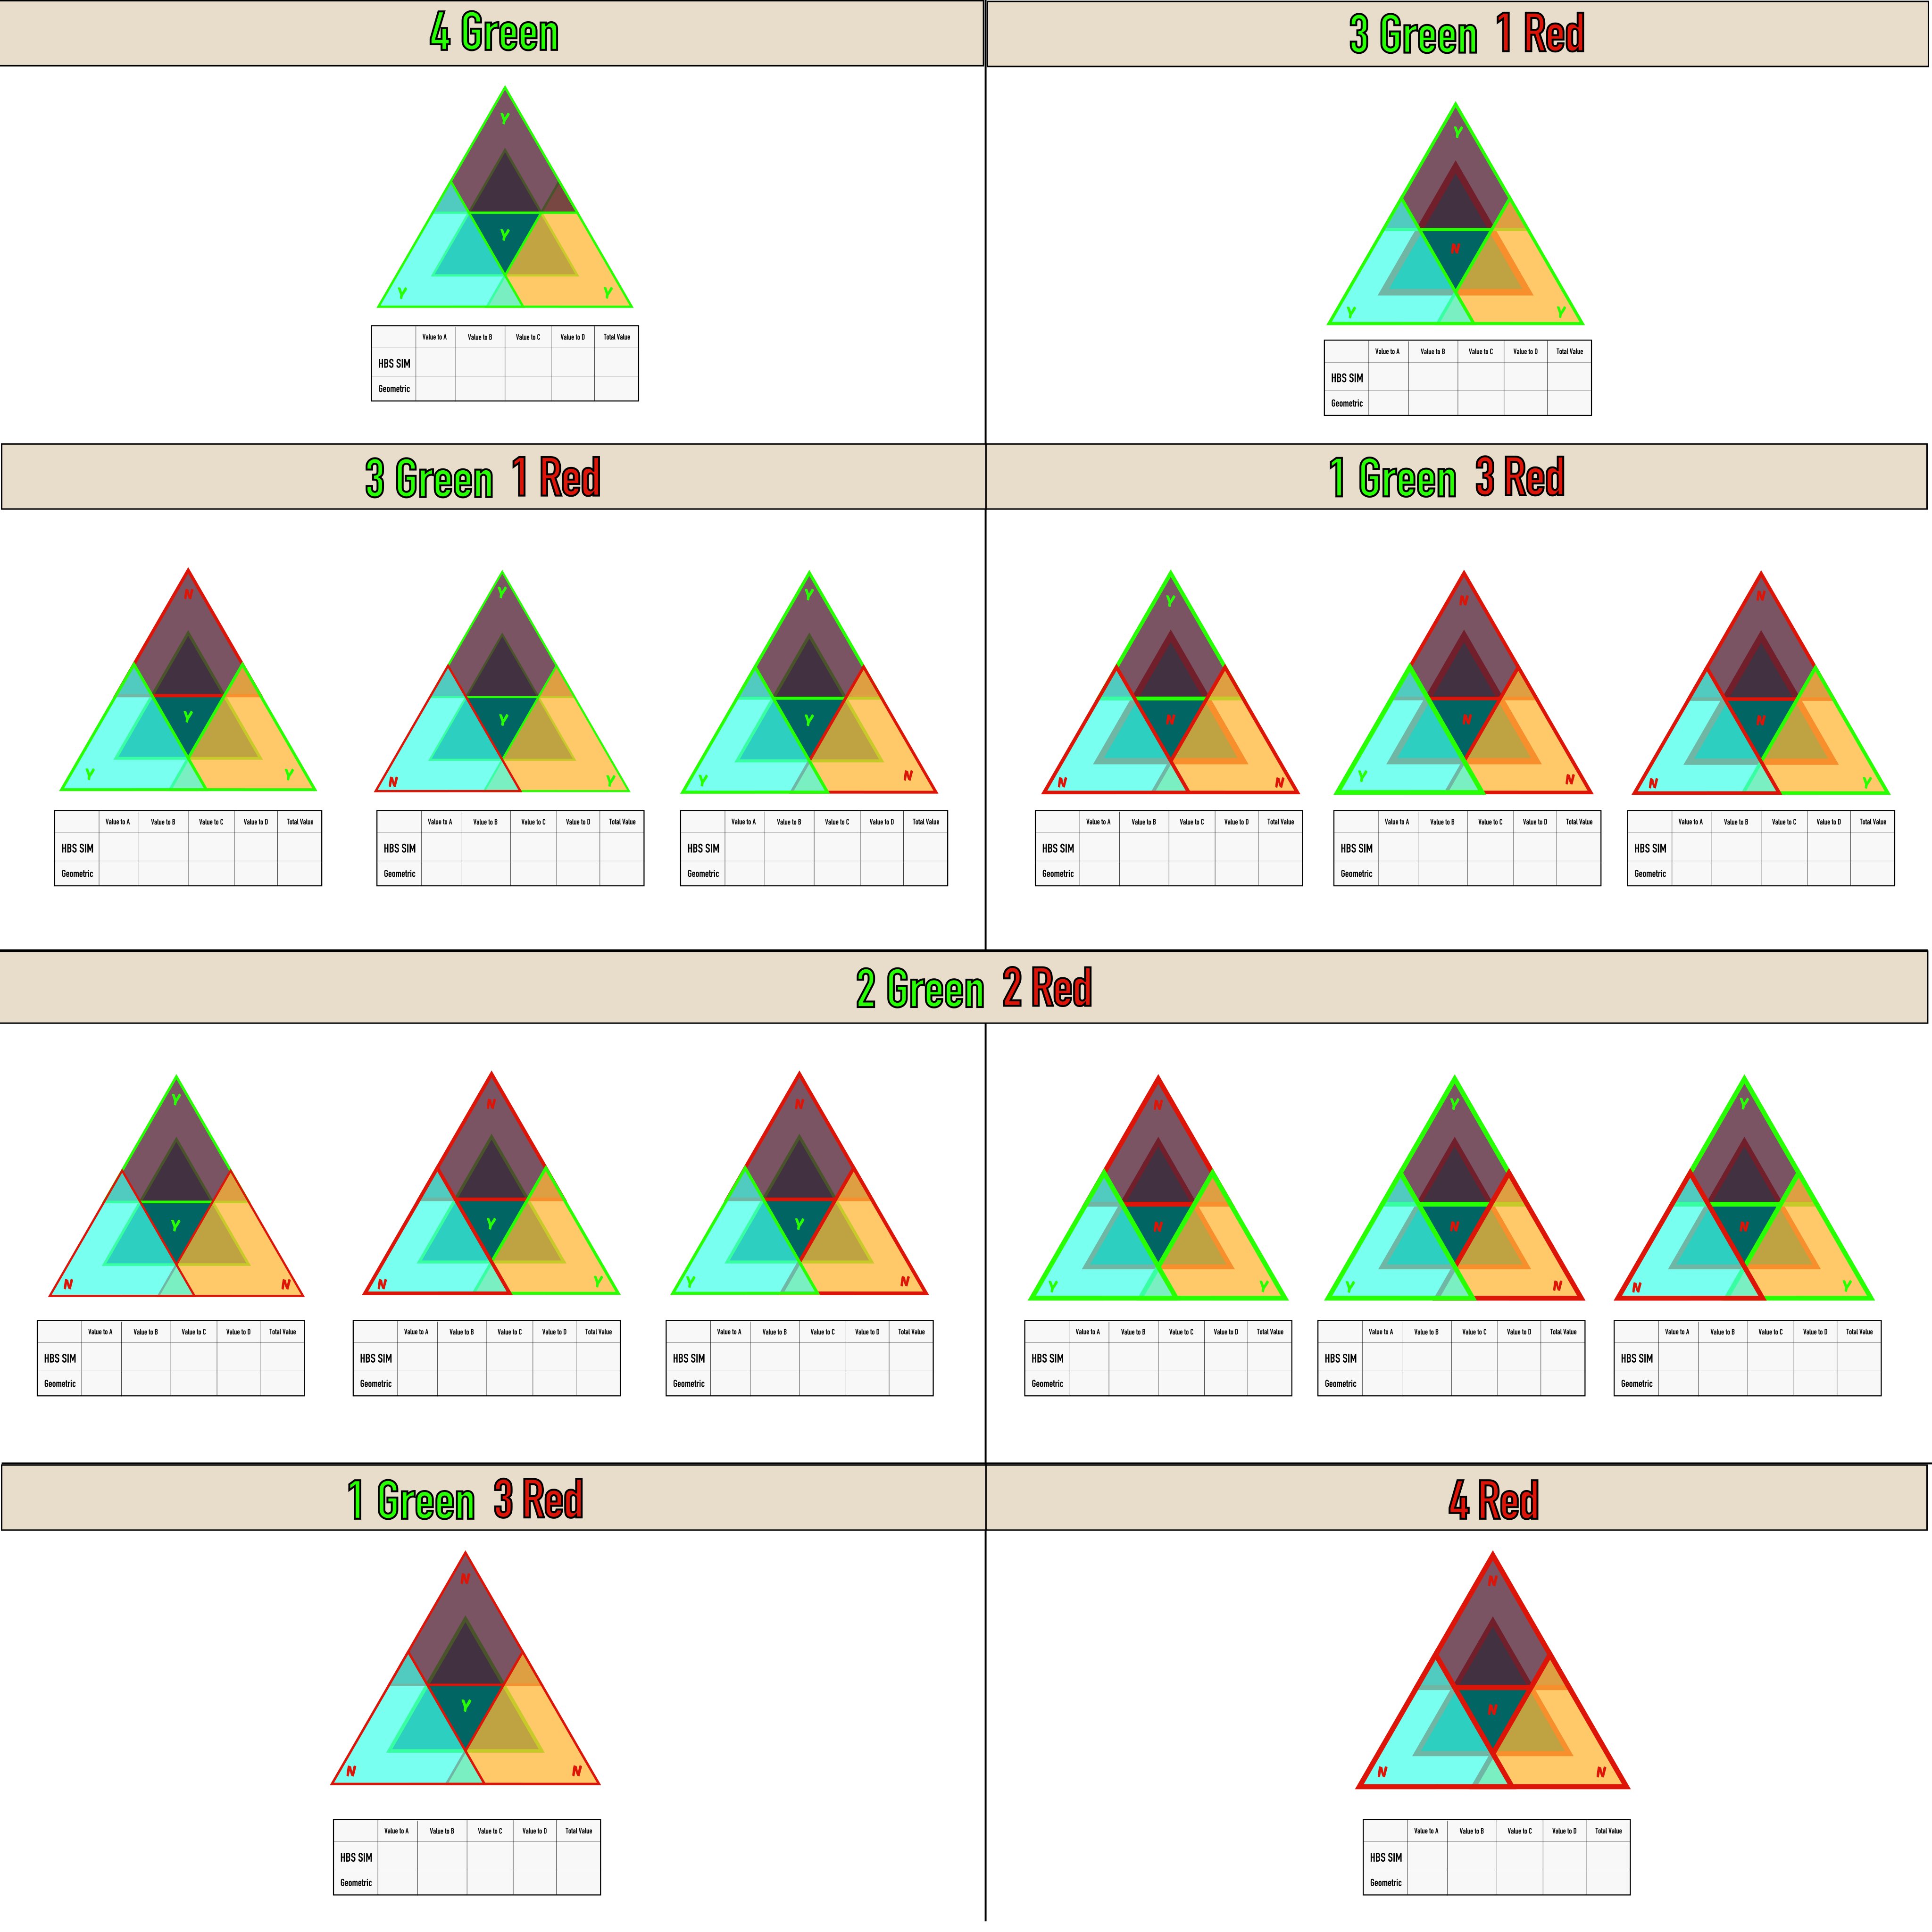 4 Green
3 Green 1 Red
Y
Y
Y Y
Value to A Value to B Value to C Value to D Total Value
HBS SIM
Geometric
Y
N
Y Y
Value to A Value to B Value to C Value to D Total Value
HBS SIM
Geometric
3 Green 1 Red
1 Green 3 Red
N
Y
Y Y
Value to A Value to B Value to C Value to D Total Value
HBS SIM
Geometric
Y
Y
N Y
Value to A Value to B Value to C Value to D Total Value
HBS SIM
Geometric
Y
Y
Y N
Value to A Value to B Value to C Value to D Total Value
HBS SIM
Geometric
Y
N
N N
Value to A Value to B Value to C Value to D Total Value
HBS SIM
Geometric
N
N
Y N
Value to A Value to B Value to C Value to D Total Value
HBS SIM
Geometric
N
N
N Y
Value to A Value to B Value to C Value to D Total Value
HBS SIM
Geometric
2 Green 2 Red
Y
Y
N N
Value to A Value to B Value to C Value to D Total Value
HBS SIM
Geometric
N
Y
N Y
Value to A Value to B Value to C Value to D Total Value
HBS SIM
Geometric
N
Y
Y N
Value to A Value to B Value to C Value to D Total Value
HBS SIM
Geometric
N
N
Y Y
Value to A Value to B Value to C Value to D Total Value
HBS SIM
Geometric
Y
N
Y N
Value to A Value to B Value to C Value to D Total Value
HBS SIM
Geometric
Y
N
N Y
Value to A Value to B Value to C Value to D Total Value
HBS SIM
Geometric
1 Green 3 Red
4 Red
N
Y
N N
Value to A Value to B Value to C Value to D Total Value
HBS SIM
Geometric
N
N
N N
Value to A Value to B Value to C Value to D Total Value
HBS SIM
Geometric